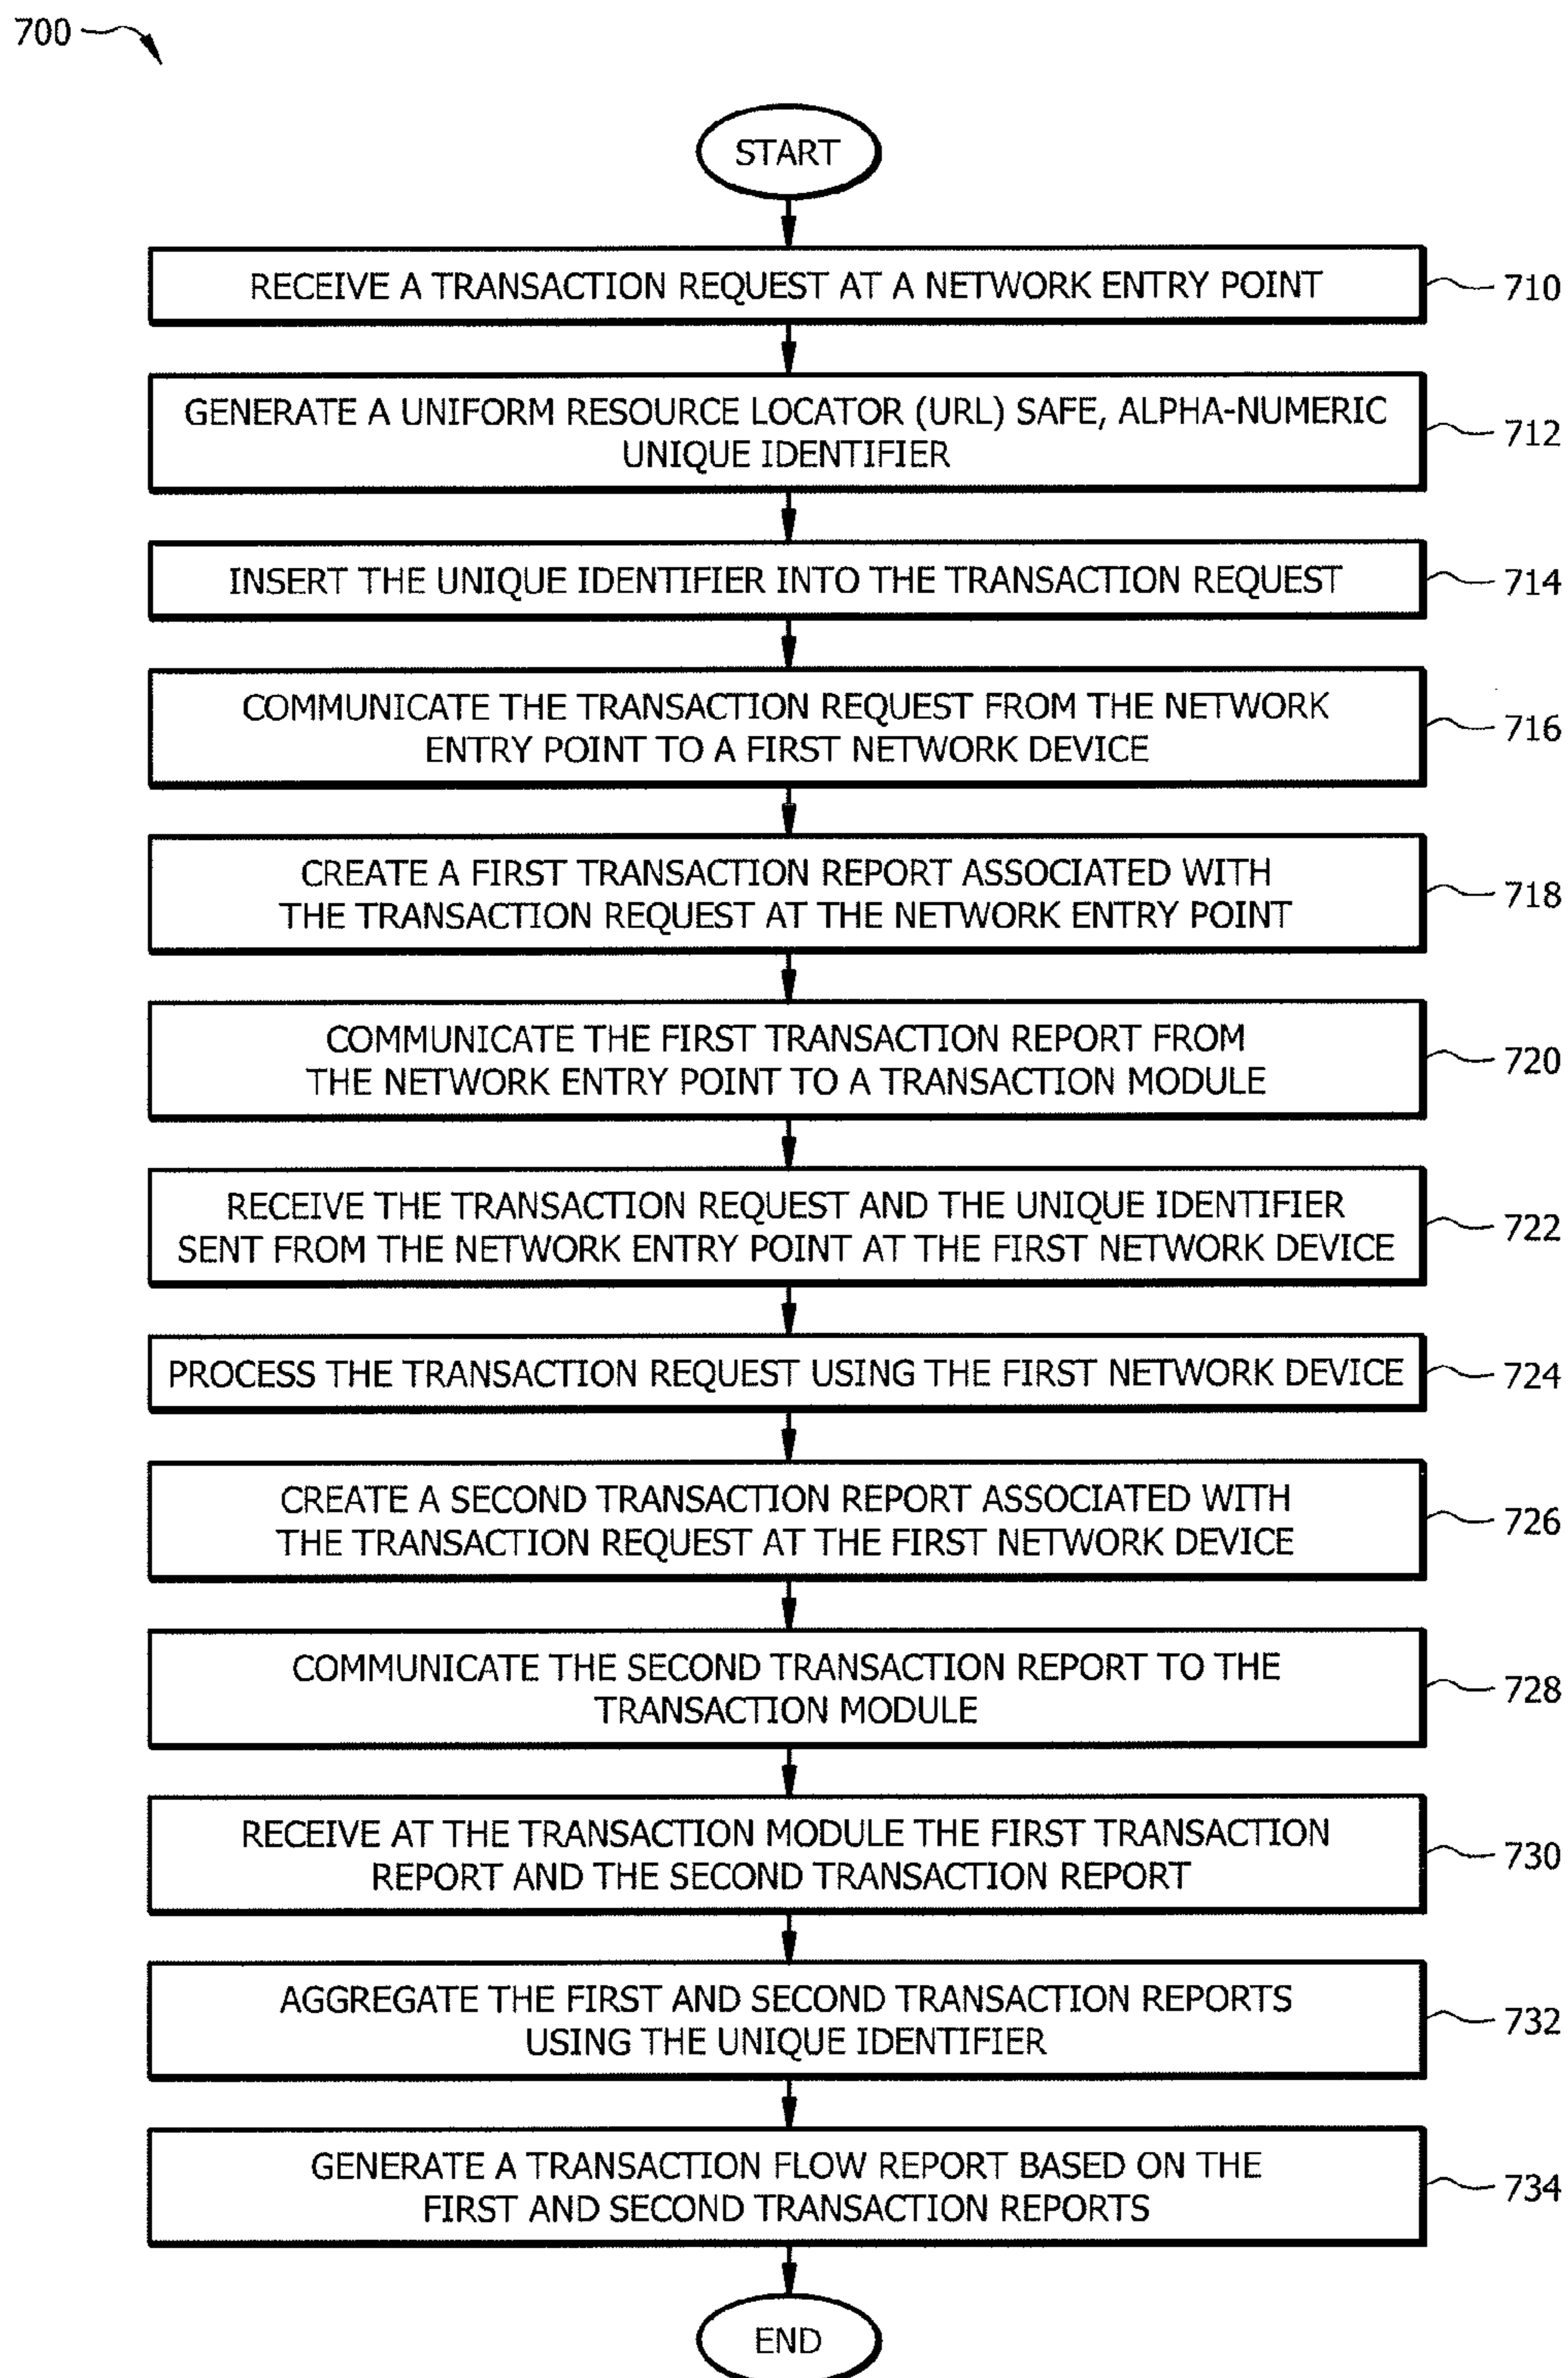 700
START
RECEIVE A TRANSACTION REQUEST AT A NETWORK ENTRY POINT
710
GENERATE A UNIFORM RESOURCE LOCATOR (URL) SAFE, ALPHA-NUMERIC
UNIQUE IDENTIFIER
712
INSERT THE UNIQUE IDENTIFIER INTO THE TRANSACTION REQUEST
714
COMMUNICATE THE TRANSACTION REQUEST FROM THE NETWORK
ENTRY POINT TO A FIRST NETWORK DEVICE
716
CREATE A FIRST TRANSACTION REPORT ASSOCIATED WITH
THE TRANSACTION REQUEST AT THE NETWORK ENTRY POINT
718
COMMUNICATE THE FIRST TRANSACTION REPORT FROM
THE NETWORK ENTRY POINT TO A TRANSACTION MODULE
720
RECEIVE THE TRANSACTION REQUEST AND THE UNIQUE IDENTIFIER
SENT FROM THE NETWORK ENTRY POINT AT THE FIRST NETWORK DEVICE
722
PROCESS THE TRANSACTION REQUEST USING THE FIRST NETWORK DEVICE
724
CREATE A SECOND TRANSACTION REPORT ASSOCIATED WITH
THE TRANSACTION REQUEST AT THE FIRST NETWORK DEVICE
726
COMMUNICATE THE SECOND TRANSACTION REPORT TO THE
TRANSACTION MODULE
728
RECEIVE AT THE TRANSACTION MODULE THE FIRST TRANSACTION
REPORT AND THE SECOND TRANSACTION REPORT
730
AGGREGATE THE FIRST AND SECOND TRANSACTION REPORTS
USING THE UNIQUE IDENTIFIER
732
GENERATE A TRANSACTION FLOW REPORT BASED ON THE
FIRST AND SECOND TRANSACTION REPORTS
734
END